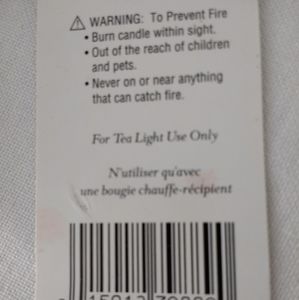 ⚠ WARNING: To Prevent Fire
• Burn candle within sight.
• Out of the reach of children
and pets.
• Never on or near anything
that can catch fire.
For Tea Light Use Only
N'utiliser qu'avec
une bougie chauffe-récipient